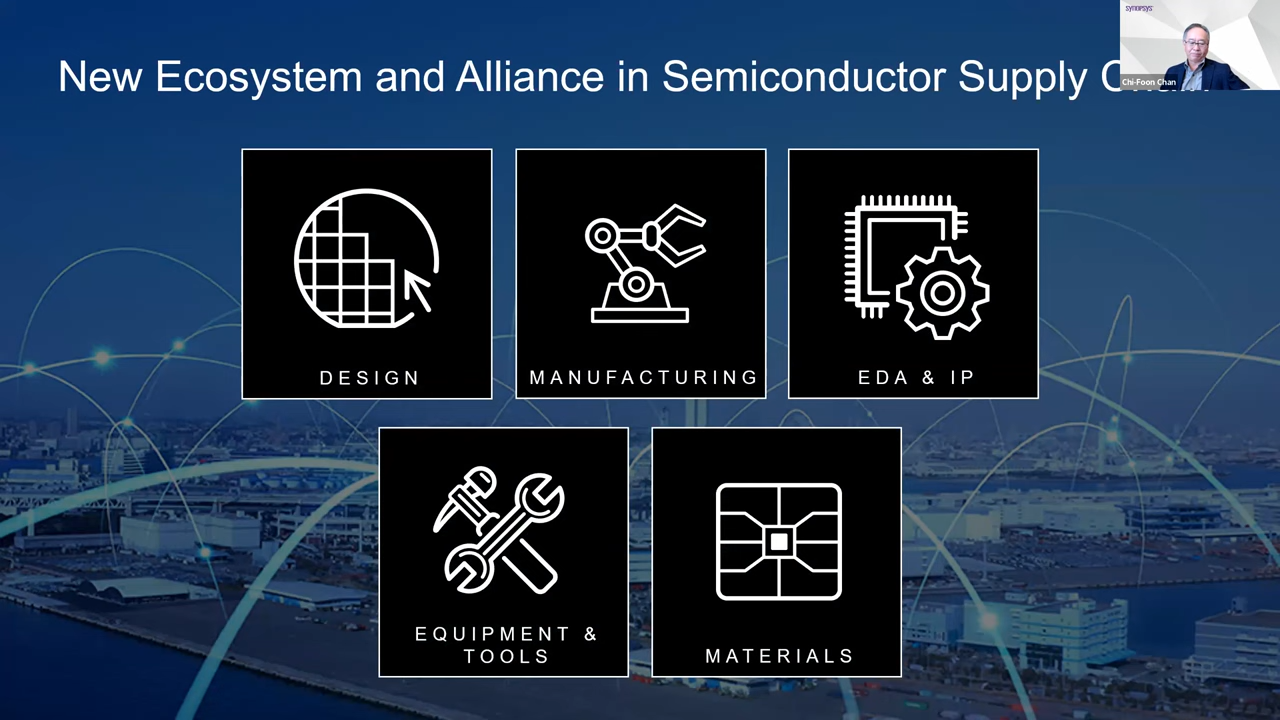 SYNOPSYS
New Ecosystem and Alliance in Semiconductor Supply
Chi-Foon Chan
DESIGN
MANUFACTURING
EDA & IP
EQUIPMENT &
TOOLS
MATERIALS